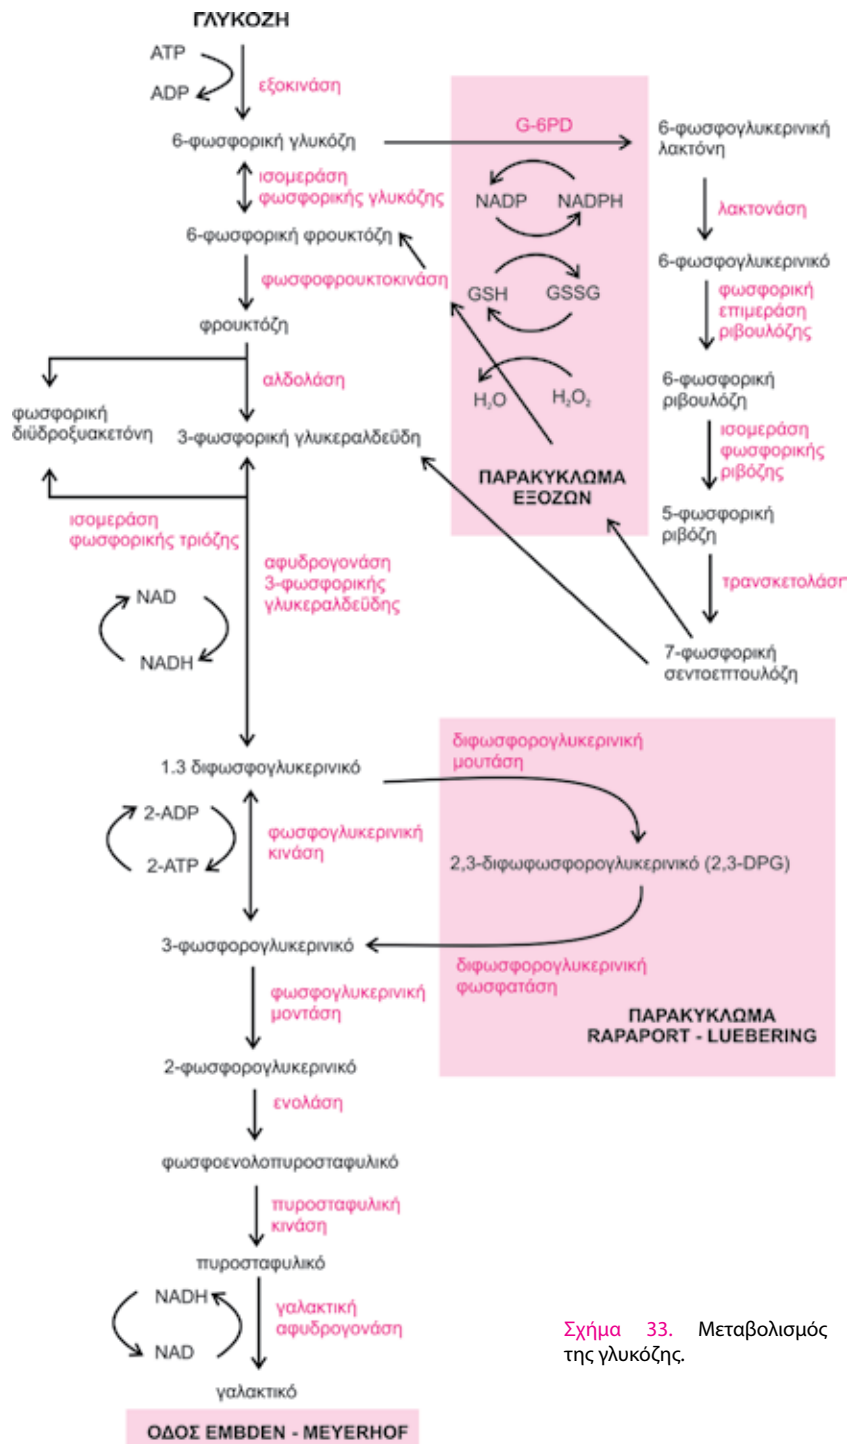 ΓΛΥΚΟΖΗ
ATP
ADP
εξοκινάση
6-φωσφορική γλυκόζη
G-6PD
6-φωσφογλυκερινική
λακτόνη
ισομεράση
φωσφορικής γλυκόζης
NADP
NADPH
λακτονάση
6-φωσφορική φρουκτόζη
6-φωσφογλυκερινικό
φωσφοφρουκτοκινάση
GSH
GSSG
φωσφορική
επιμεράση
ριβουλόζης
φρουκτόζη
αλδολάση
H₂O
H₂O₂
6-φωσφορική
ριβουλόζη
φωσφορική
διϋδροξυακετόνη
3-φωσφορική γλυκεραλδεΰδη
ισομεράση
φωσφορικής
ριβόζης
ΠΑΡΑΚΥΚΛΩΜΑ
ΕΞΟΖΩΝ
ισομεράση
φωσφορικής τριόζης
5-φωσφορική
ριβόζη
αφυδρογονάση
3-φωσφορικής
γλυκεραλδεΰδης
τρανσκετολάση
NAD
NADH
7-φωσφορική
σεντοεπτουλόζη
1.3 διφωσφογλυκερινικό
διφωσφορογλυκερινική
μουτάση
2-ADP
2-ATP
φωσφογλυκερινική
κινάση
2,3-διφωφωσφορογλυκερινικό (2,3-DPG)
3-φωσφορογλυκερινικό
διφωσφορογλυκερινική
φωσφατάση
φωσφογλυκερινική
μοντάση
ΠΑΡΑΚΥΚΛΩΜΑ
RAPAPORT - LUEBERING
2-φωσφορογλυκερινικό
ενολάση
φωσφοενολοπυροσταφυλικό
πυροσταφυλική
κινάση
πυροσταφυλικό
NADH
NAD
γαλακτική
αφυδρογονάση
Σχήμα 33. Μεταβολισμός
της γλυκόζης.
γαλακτικό
ΟΔΟΣ EMBDEN - MEYERHOF